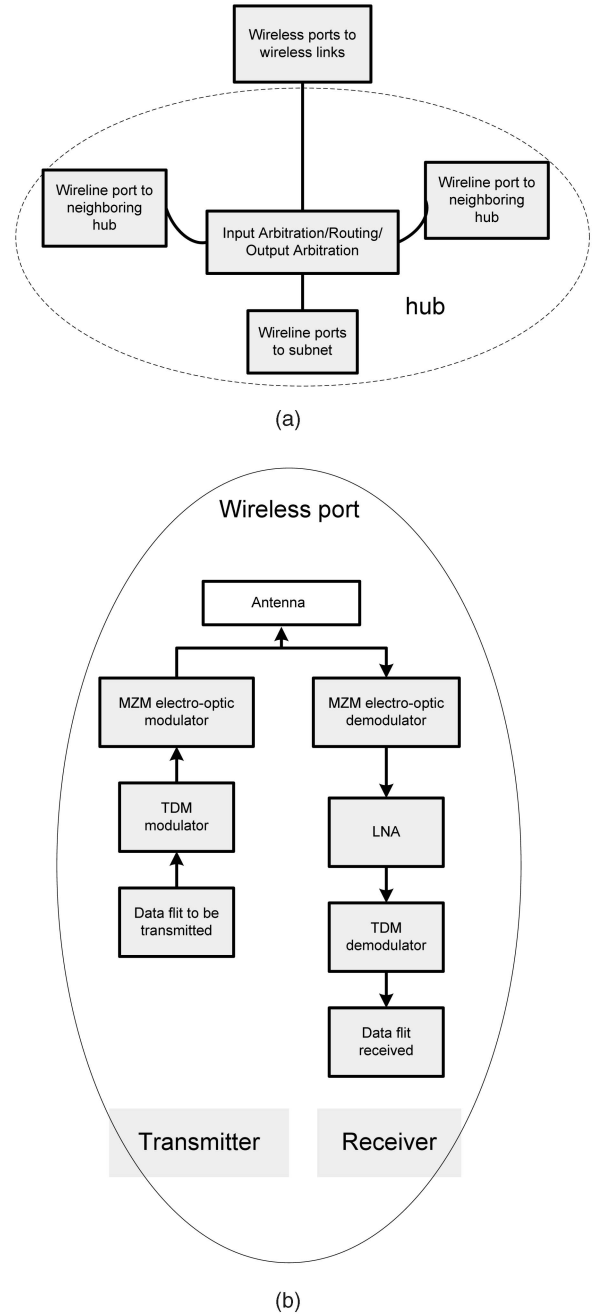 Wireless ports to
wireless links
Wireline port to
neighboring
hub
Wireline port to
neighboring
hub
Input Arbitration/Routing/
Output Arbitration
hub
Wireline ports
to subnet
(a)
Wireless port
Antenna
MZM electro-optic
modulator
MZM electro-optic
demodulator
TDM
modulator
LNA
Data flit to be
transmitted
TDM
demodulator
Data flit
received
Transmitter
Receiver
(b)